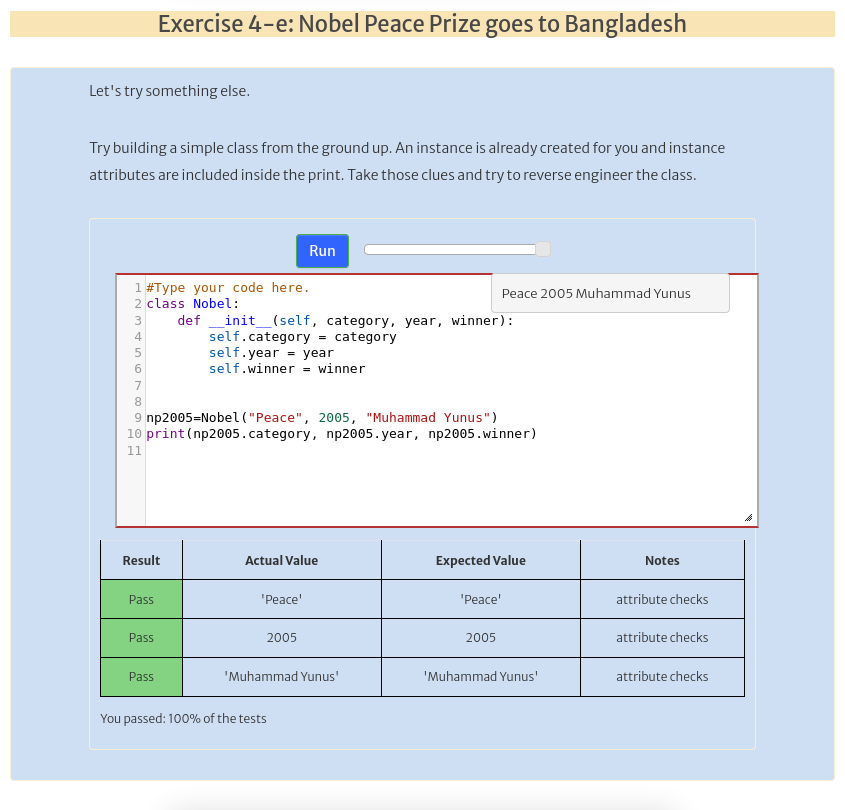 Exercise 4-e: Nobel Peace Prize goes to Bangladesh
Let's try something else.
Try building a simple class from the ground up. An instance is already created for you and instance
attributes are included inside the print. Take those clues and try to reverse engineer the class.
Run
Peace 2005 Muhammad Yunus
1 #Type your code here.
2 class Nobel:
3     def __init__(self, category, year, winner):
4         self.category = category
5         self.year = year
6         self.winner = winner
7
8
9 np2005=Nobel("Peace", 2005, "Muhammad Yunus")
10 print(np2005.category, np2005.year, np2005.winner)
11
Result Actual Value Expected Value Notes
Pass 'Peace' 'Peace' attribute checks
Pass 2005 2005 attribute checks
Pass 'Muhammad Yunus' 'Muhammad Yunus' attribute checks
You passed: 100% of the tests